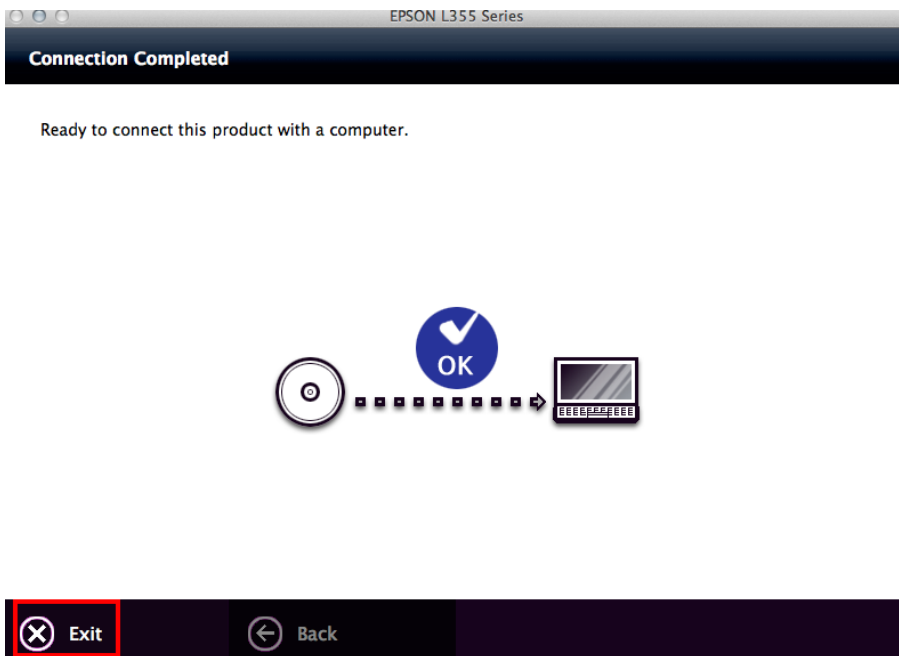 EPSON L355 Series
Connection Completed
Ready to connect this product with a computer.
OK
Exit
Back